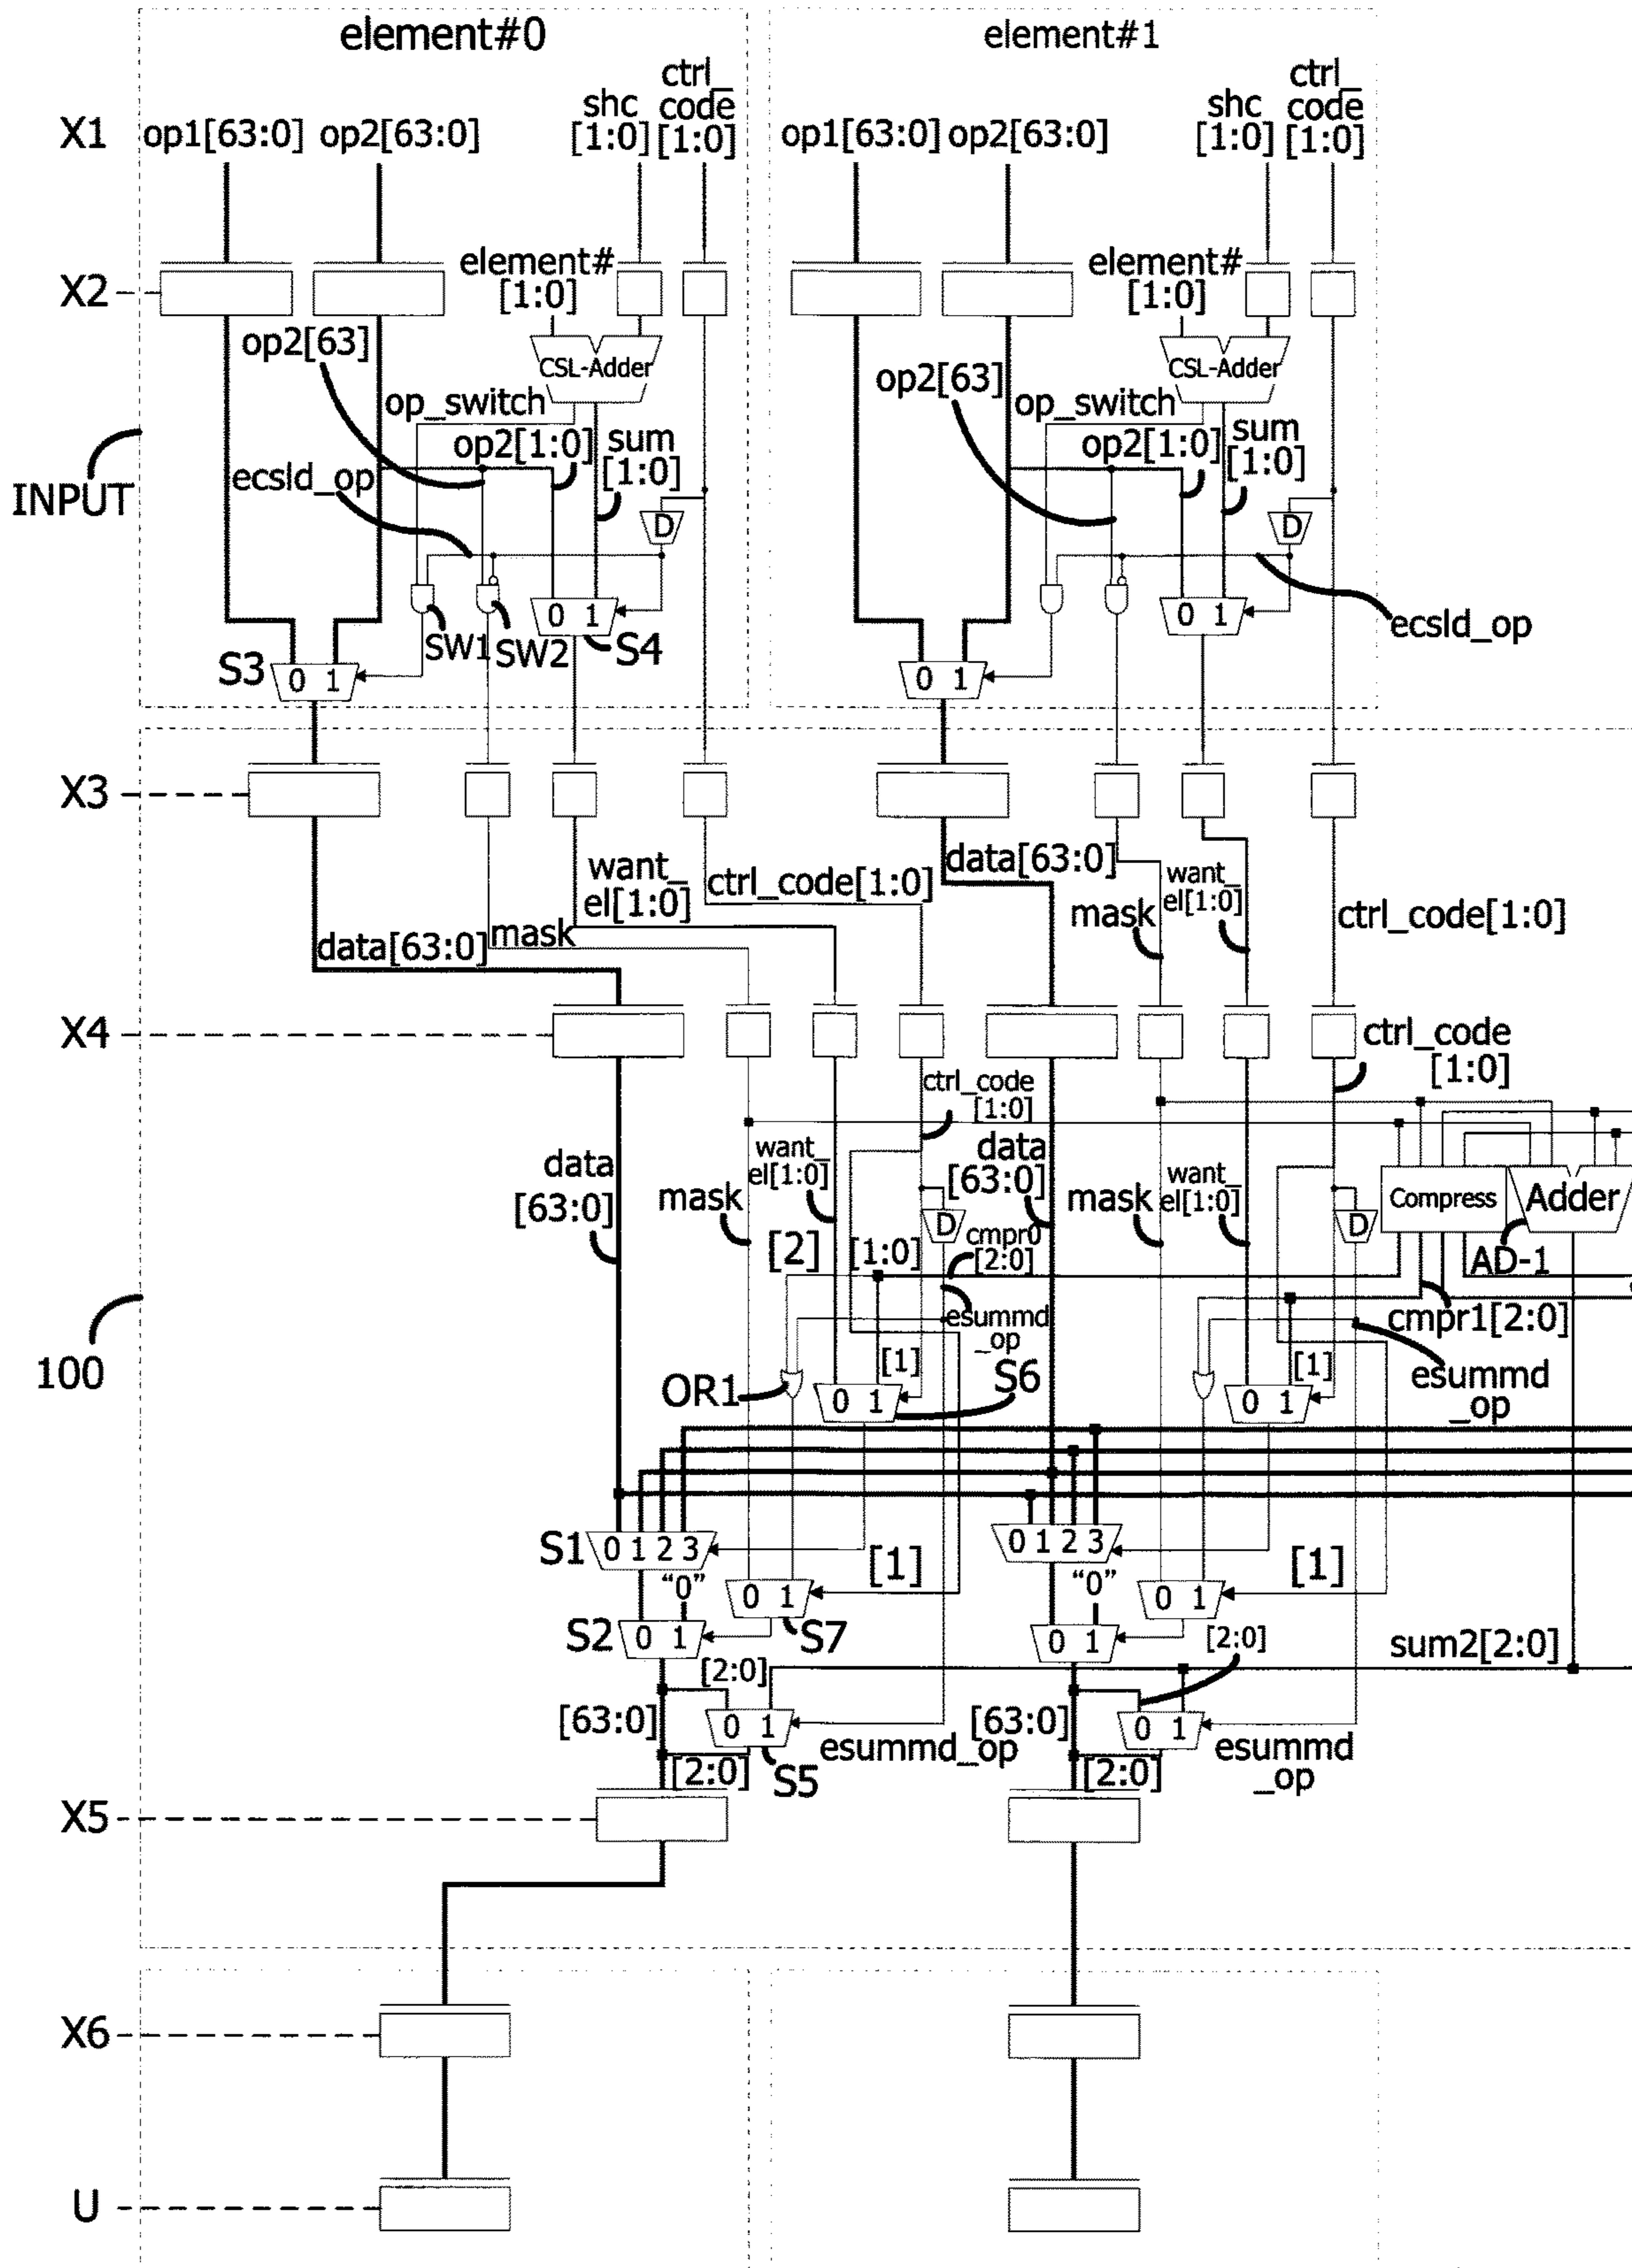 element#0
element#1
X1
op1[63:0] op2[63:0]
shc
[1:0]
ctrl_
code
[1:0]
op1[63:0] op2[63:0]
shc
[1:0]
ctrl_
code
[1:0]
X2
element#
[1:0]
element#
[1:0]
op2[63]
CSL-Adder
op2[63]
CSL-Adder
op_switch
op2[1:0]
sum
[1:0]
op_switch
op2[1:0]
sum
[1:0]
INPUT
ecsld_op
D
D
0 1
SW1
SW2
S4
0 1
ecsld_op
S3
0 1
0 1
X3
want_
el[1:0]
ctrl_code[1:0]
data[63:0]
mask
data[63:0]
mask
want_
el[1:0]
ctrl_code[1:0]
X4
ctrl_code
[1:0]
ctrl_code
[1:0]
data
[63:0]
mask
want_
el[1:0]
data
[63:0]
mask
want_
el[1:0]
D
D
Compress
Adder
AD-1
[2]
[1:0]
cmpr0
[2:0]
esummd
_op
cmpr1[2:0]
100
OR1
[1]
0 1
S6
[1]
0 1
esummd
_op
S1
0 1 2 3
[1]
0 1 2 3
[1]
"0"
0 1
S7
"0"
0 1
S2
0 1
0 1
[2:0]
[2:0]
sum2[2:0]
[63:0]
0 1
esummd_op
[63:0]
0 1
esummd
_op
[2:0]
S5
[2:0]
X5
X6
U